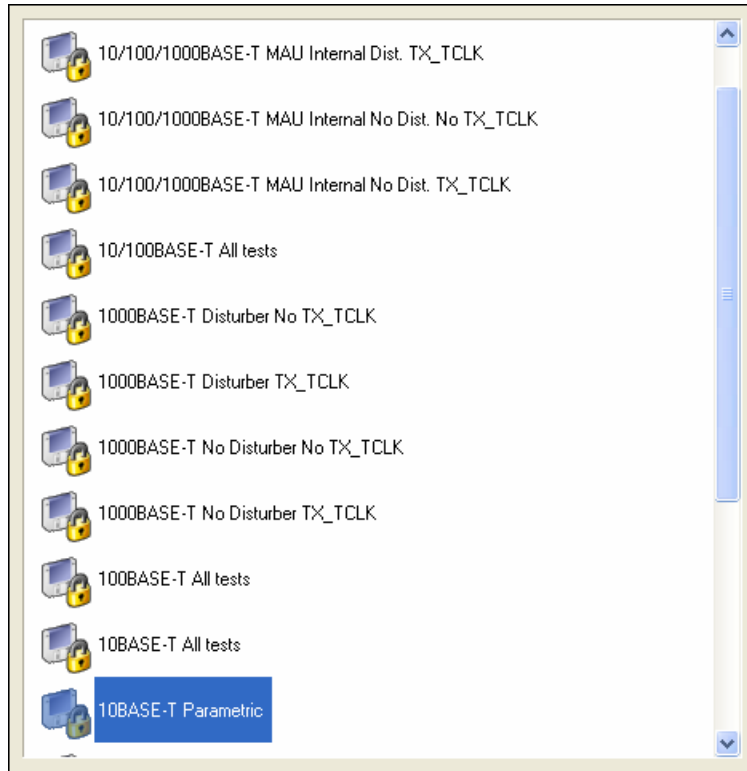 10/100/1000BASE-T MAU Internal Dist. TX_TCLK
10/100/1000BASE-T MAU Internal No Dist. No TX_TCLK
10/100/1000BASE-T MAU Internal No Dist. TX_TCLK
10/100BASE-T All tests
1000BASE-T Disturber No TX_TCLK
1000BASE-T Disturber TX_TCLK
1000BASE-T No Disturber No TX_TCLK
1000BASE-T No Disturber TX_TCLK
100BASE-T All tests
10BASE-T All tests
10BASE-T Parametric